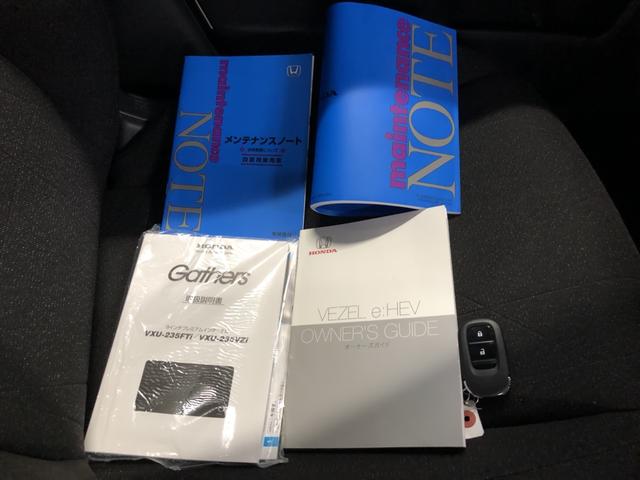 maintenance
NOTE
メンテナンスノート
maintenance
NOTE
HONDA
Gathers
取扱説明書
VXU-235FTi VXU-235VZi
HONDA
VEZEL e:HEV
OWNER'S GUIDE
オーナーズガイド